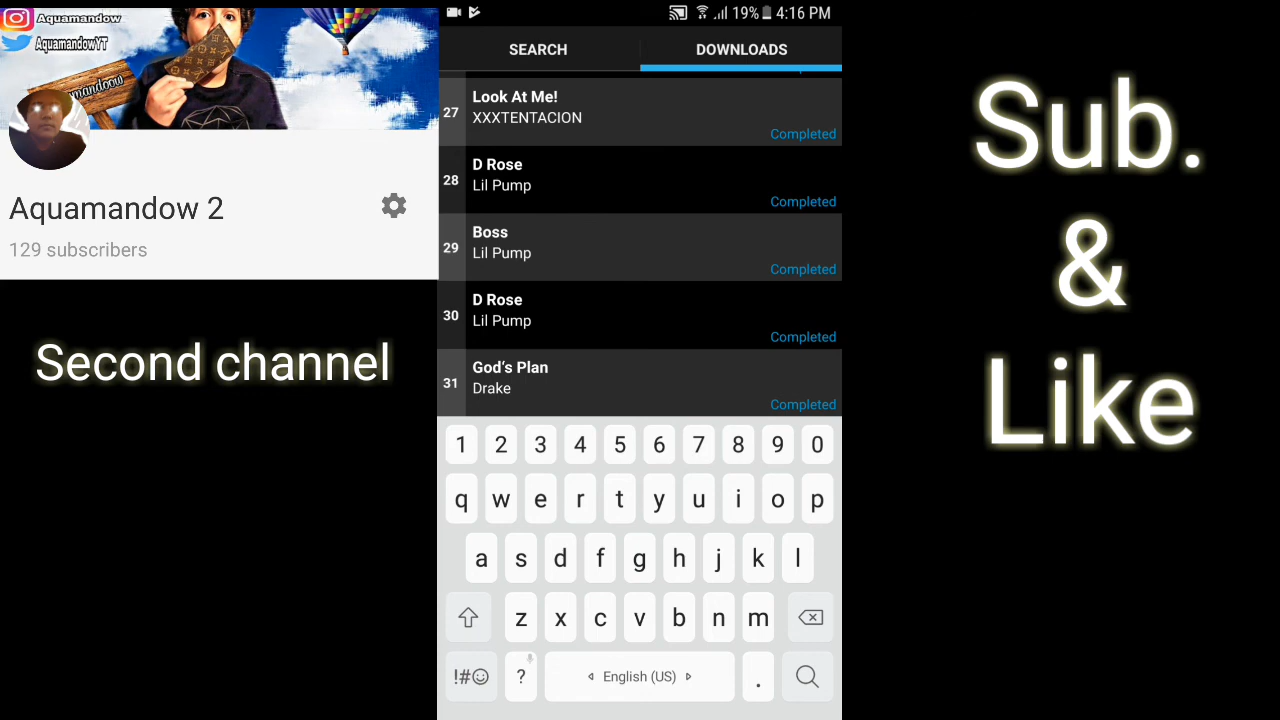 Aquamandow
AquamandowYT
Aquamandow 2
129 subscribers
Second channel
19% 4:16 PM
SEARCH
DOWNLOADS
27
Look At Me!
XXXTENTACION
Completed
28
D Rose
Lil Pump
Completed
29
Boss
Lil Pump
Completed
30
D Rose
Lil Pump
Completed
31
God's Plan
Drake
Completed
1 2 3 4 5 6 7 8 9 0
q w e r t y u i o p
a s d f g h j k l
z x c v b n m
!#☺ ? English (US) .
Sub.
&
Like